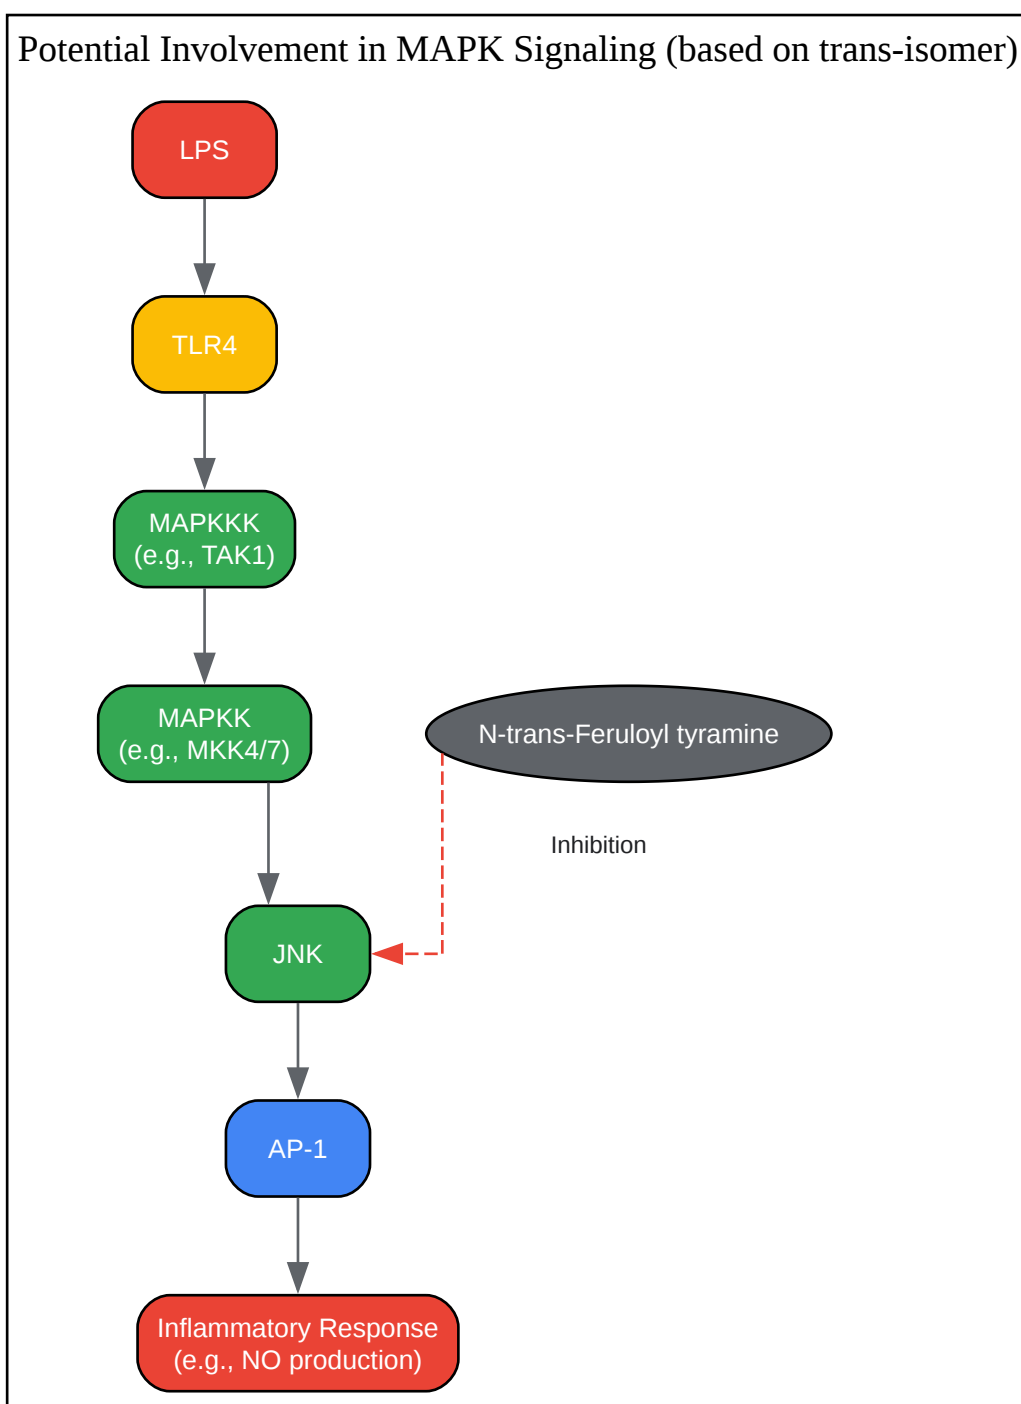 Potential Involvement in MAPK Signaling (based on trans-isomer)
LPS
TLR4
MAPKKK
(e.g., TAK1)
MAPKK
(e.g., MKK4/7)
N-trans-Feruloyl tyramine
Inhibition
JNK
AP-1
Inflammatory Response
(e.g., NO production)